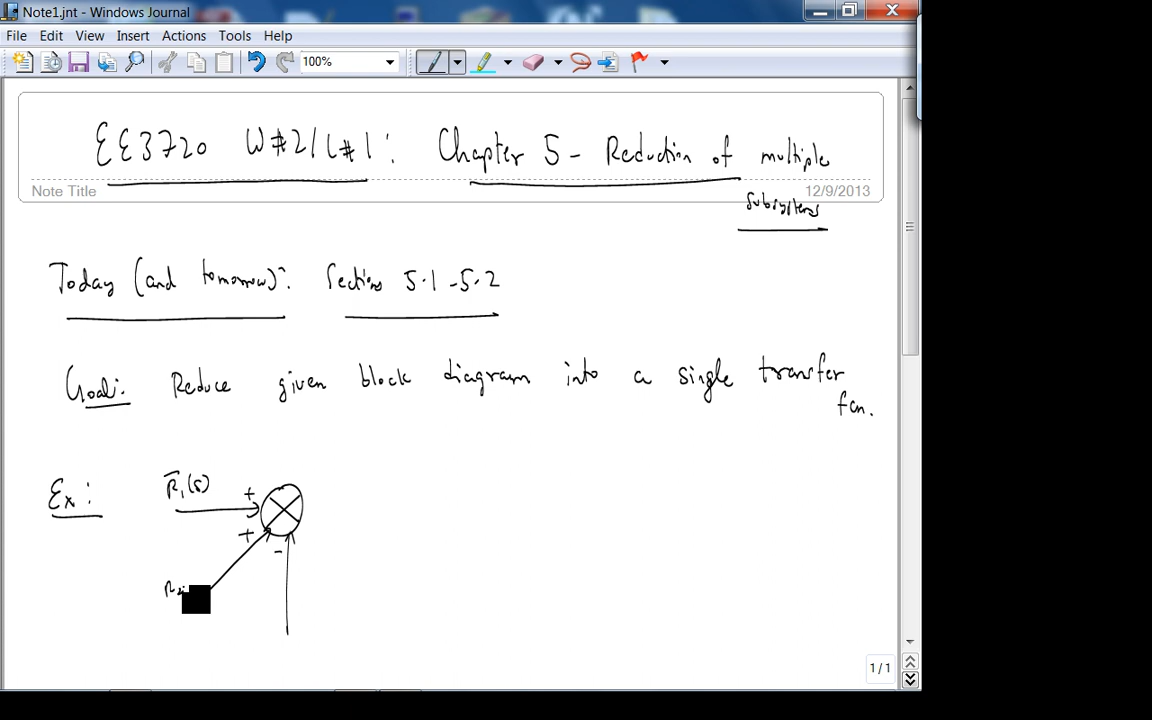 Note1.jnt - Windows Journal
File Edit View Insert Actions Tools Help
100%
EE3720 W#2/L#1: Chapter 5 - Reduction of multiple
subsystems
Note Title
12/9/2013
Today (and tomorrow): Sections 5.1 - 5.2
Goal: Reduce given block diagram into a single transfer
fcn.
Ex: R1(s) +
+
-
1 / 1